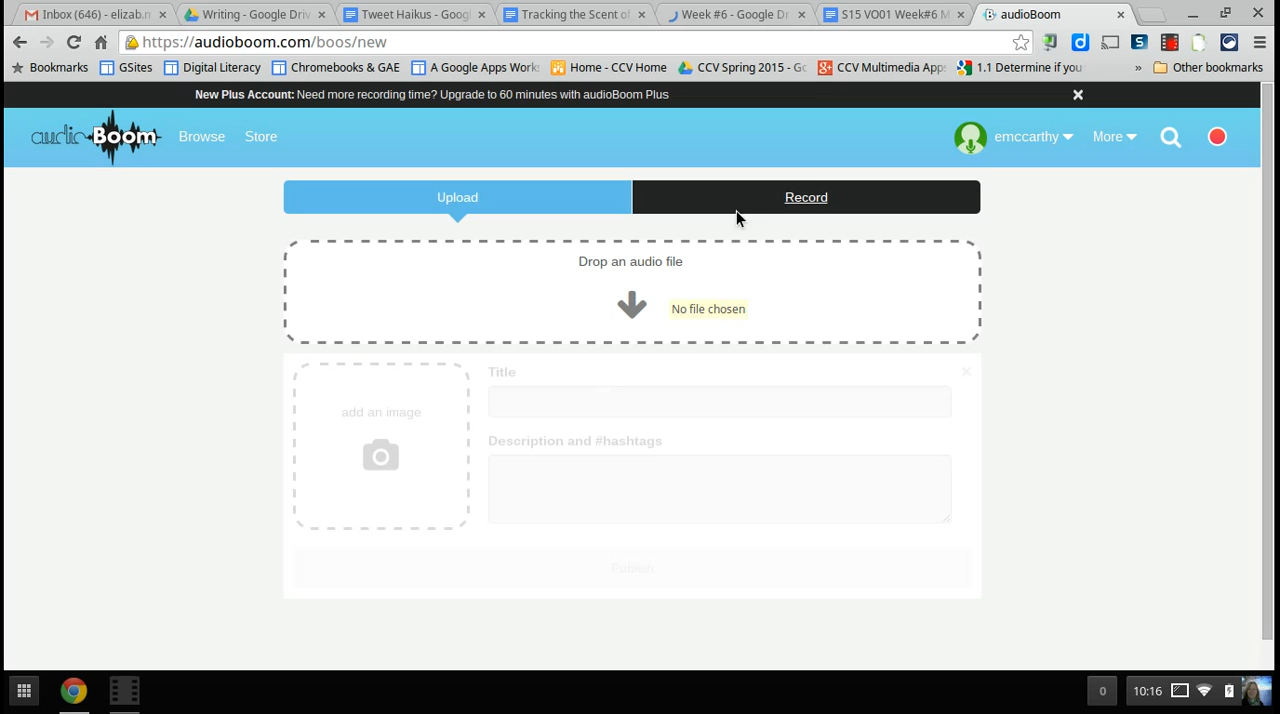 Inbox (646) - elizab.m
Writing - Google Driv
Tweet Haikus - Googl
Tracking the Scent of
Week #6 - Google Dr
S15 VO01 Week#6 M
audioBoom
https://audioboom.com/boos/new
Bookmarks
GSites
Digital Literacy
Chromebooks & GAE
A Google Apps Work
Home - CCV Home
CCV Spring 2015 - Go
CCV Multimedia App
1.1 Determine if you
»
Other bookmarks
New Plus Account: Need more recording time? Upgrade to 60 minutes with audioBoom Plus
audioBoom
Browse
Store
emccarthy
More
Upload
Record
Drop an audio file
No file chosen
add an image
Title
Description and #hashtags
Publish
0
10:16